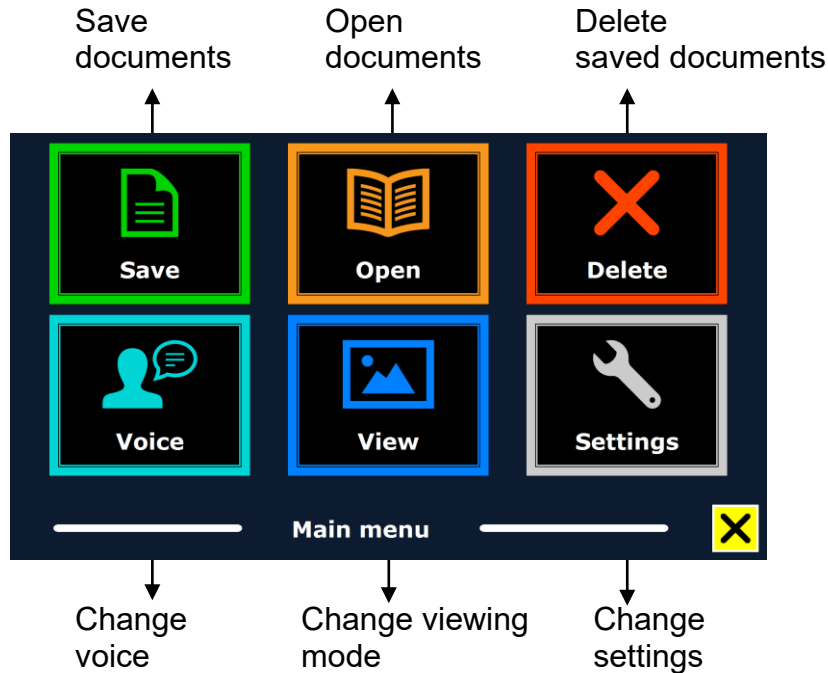 Save
documents
Open
documents
Delete
saved documents
Save
Open
Delete
Voice
View
Settings
Main menu
Change
voice
Change viewing
mode
Change
settings